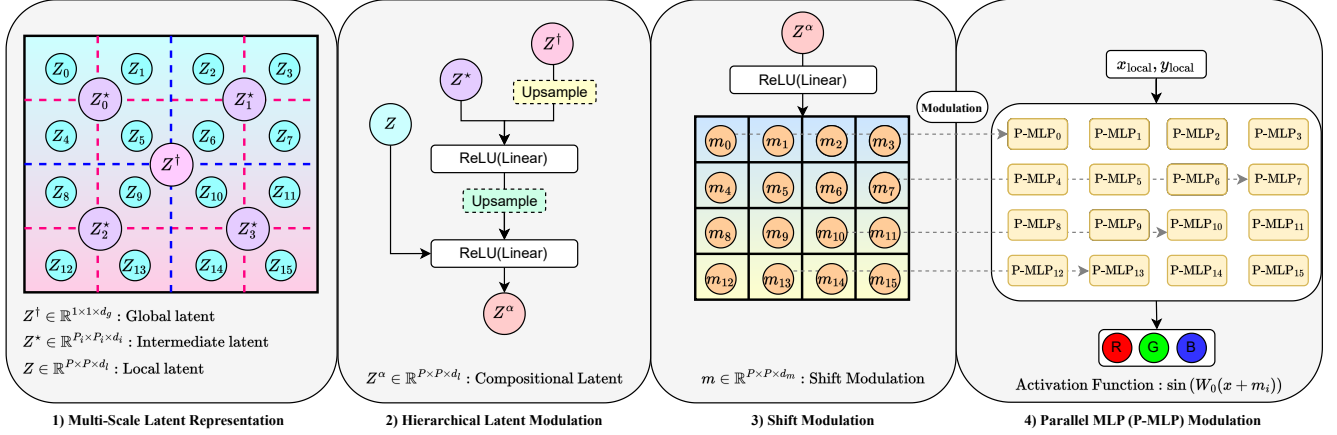 Z_0 Z_1 Z_2 Z_3
Z_0^⋆ Z_1^⋆
Z_4 Z_5 Z_6 Z_7
Z^†
Z_8 Z_9 Z_10 Z_11
Z_2^⋆ Z_3^⋆
Z_12 Z_13 Z_14 Z_15
Z^† ∈ ℝ^{1×1×d_g} : Global latent
Z^⋆ ∈ ℝ^{P_i×P_i×d_i} : Intermediate latent
Z ∈ ℝ^{P×P×d_l} : Local latent
1) Multi-Scale Latent Representation
Z^†
Z^⋆
Upsample
Z
ReLU(Linear)
Upsample
ReLU(Linear)
Z^α
Z^α ∈ ℝ^{P×P×d_l} : Compositional Latent
2) Hierarchical Latent Modulation
Z^α
ReLU(Linear)
m_0 m_1 m_2 m_3
m_4 m_5 m_6 m_7
m_8 m_9 m_10 m_11
m_12 m_13 m_14 m_15
m ∈ ℝ^{P×P×d_m} : Shift Modulation
3) Shift Modulation
Modulation
x_local, y_local
P-MLP_0 P-MLP_1 P-MLP_2 P-MLP_3
P-MLP_4 P-MLP_5 P-MLP_6 P-MLP_7
P-MLP_8 P-MLP_9 P-MLP_10 P-MLP_11
P-MLP_12 P-MLP_13 P-MLP_14 P-MLP_15
R G B
Activation Function : sin (W_0(x + m_i))
4) Parallel MLP (P-MLP) Modulation